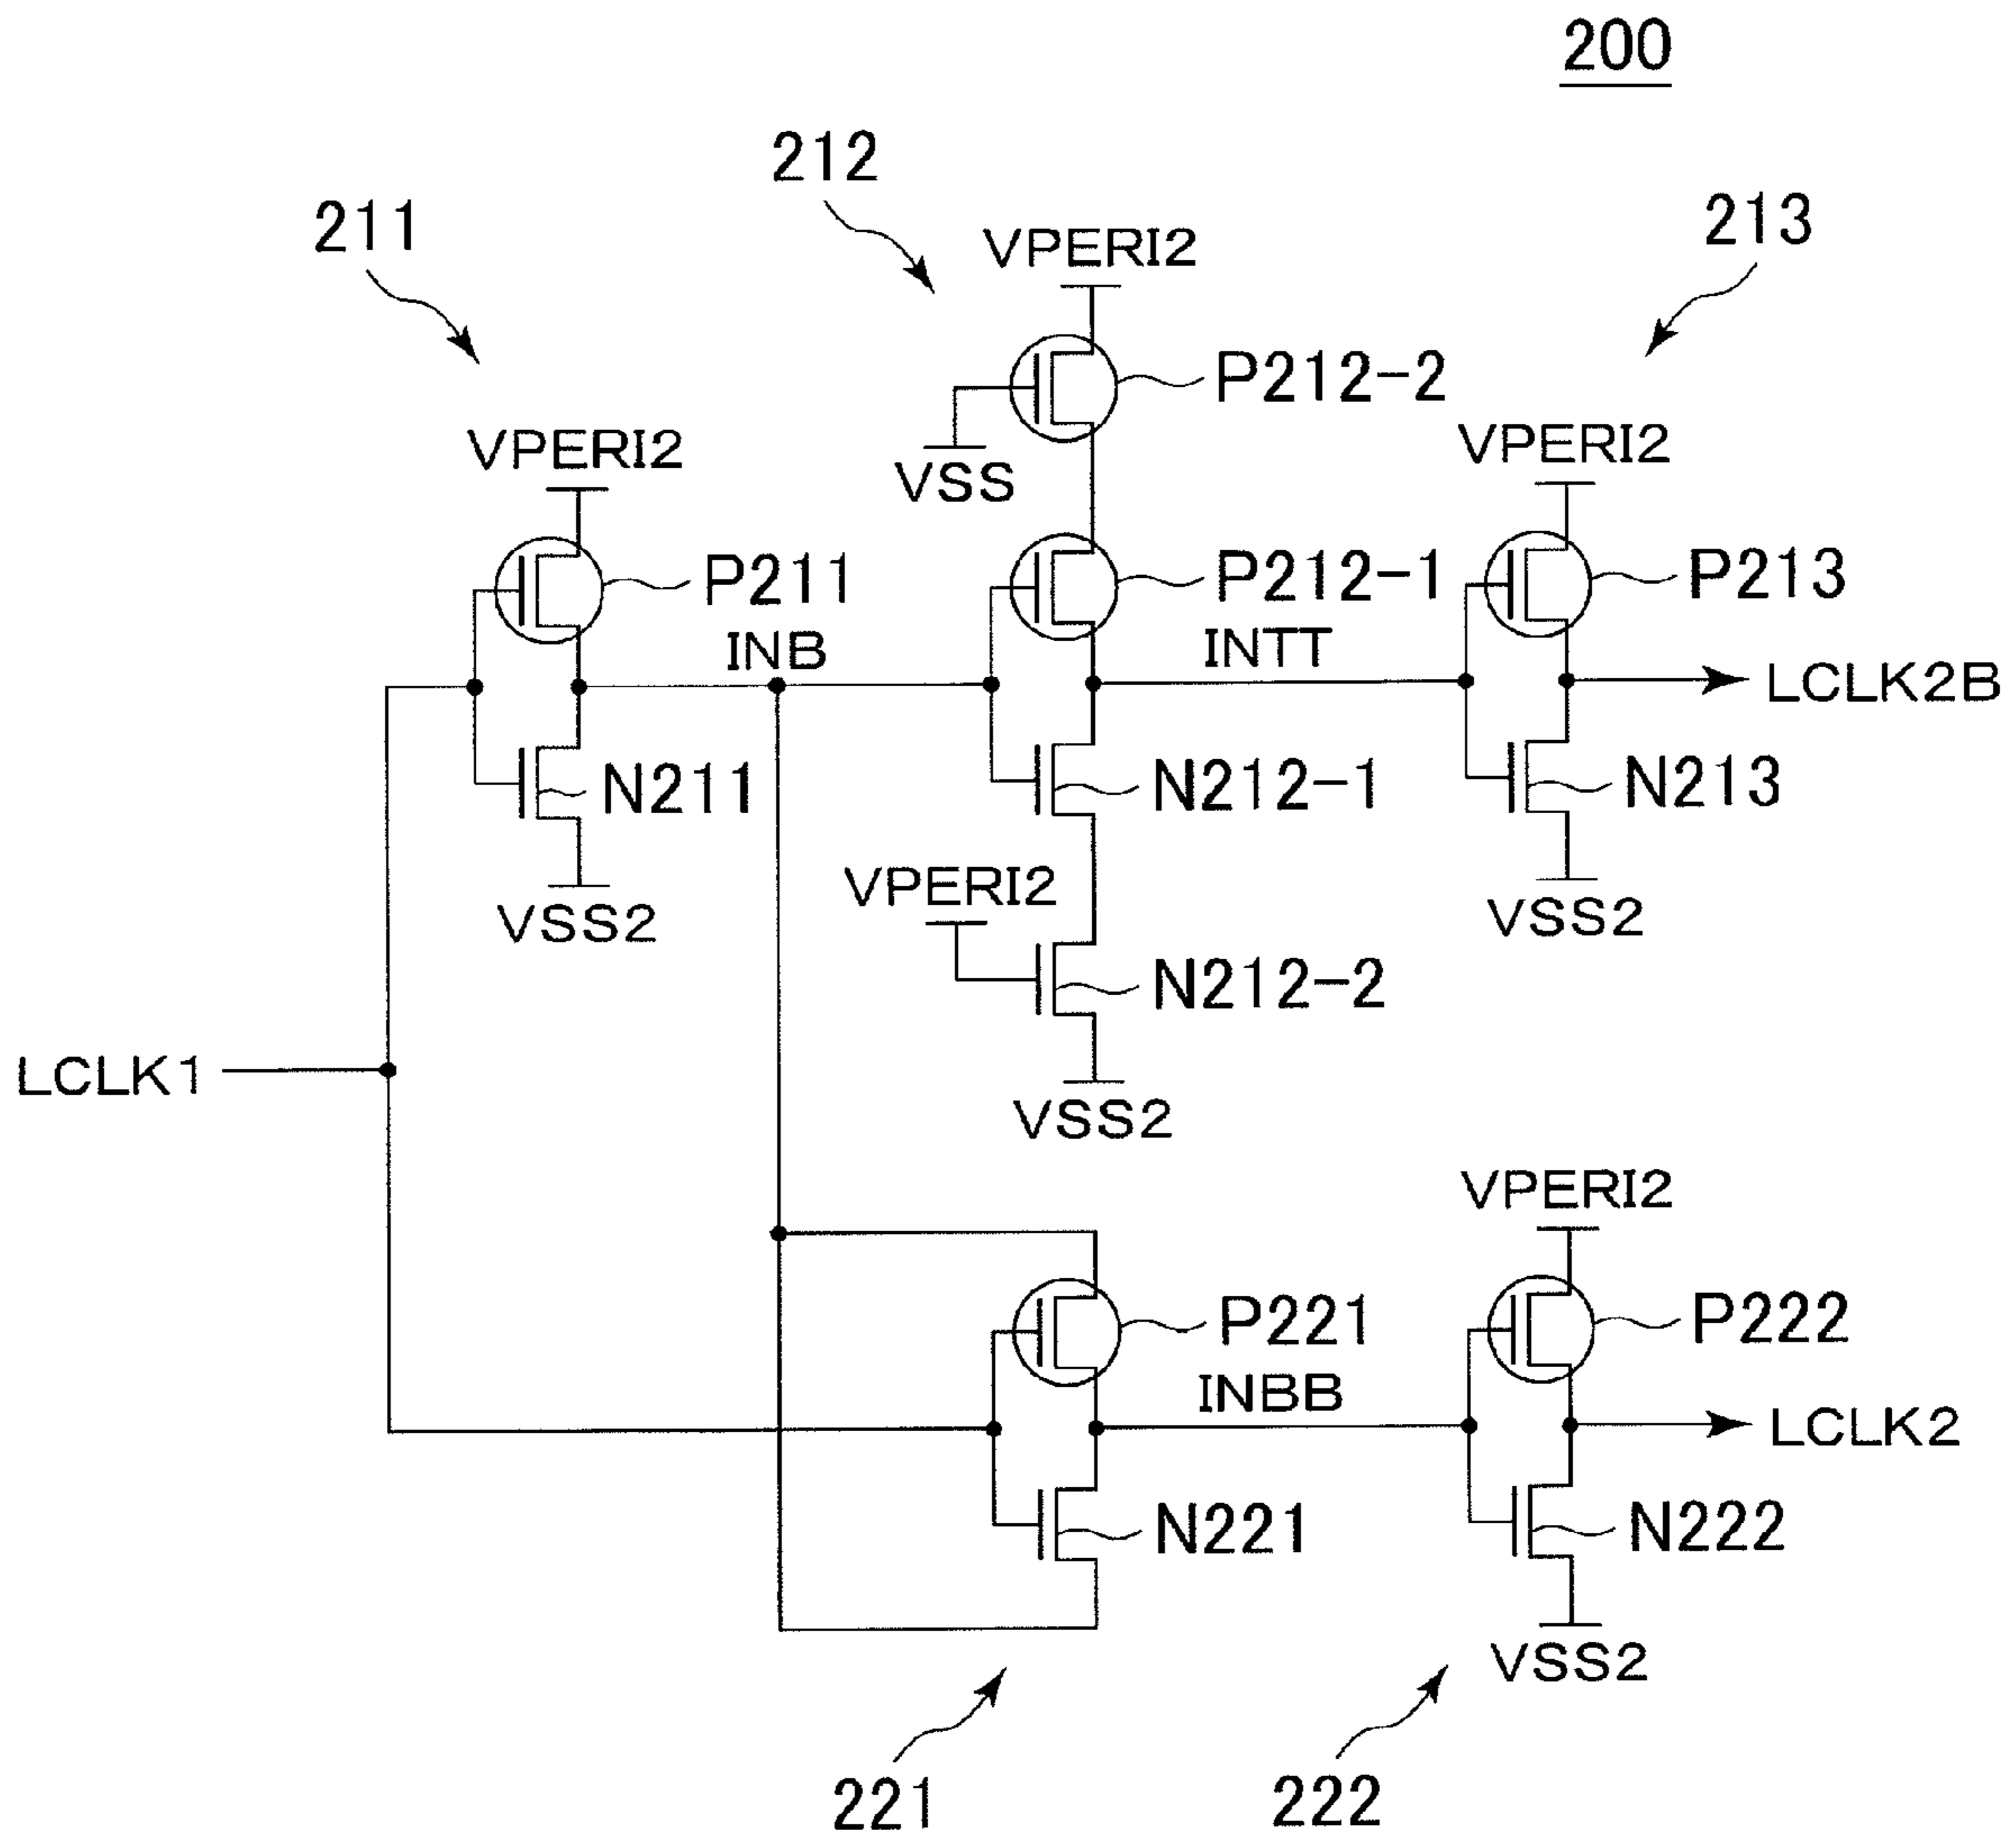 200
212
211
213
VPERI2
P212-2
VPERI2
VPERI2
VSS
P211
P212-1
P213
INB
INTT
LCLK2B
N211
N212-1
N213
VPERI2
VSS2
VSS2
N212-2
LCLK1
VSS2
VPERI2
P221
P222
INBB
LCLK2
N221
N222
VSS2
221
222